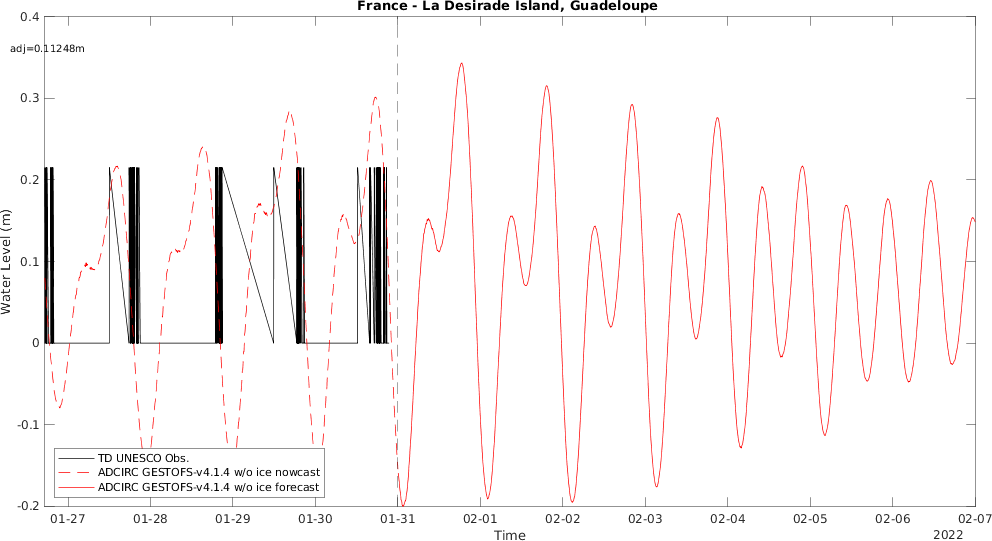 France - La Desirade Island, Guadeloupe
adj=0.11248m
0.4
0.3
0.2
0.1
0
-0.1
-0.2
Water Level (m)
TD UNESCO Obs.
ADCIRC GESTOFS-v4.1.4 w/o ice nowcast
ADCIRC GESTOFS-v4.1.4 w/o ice forecast
01-27 01-28 01-29 01-30 01-31 02-01 02-02 02-03 02-04 02-05 02-06 02-07
Time
2022